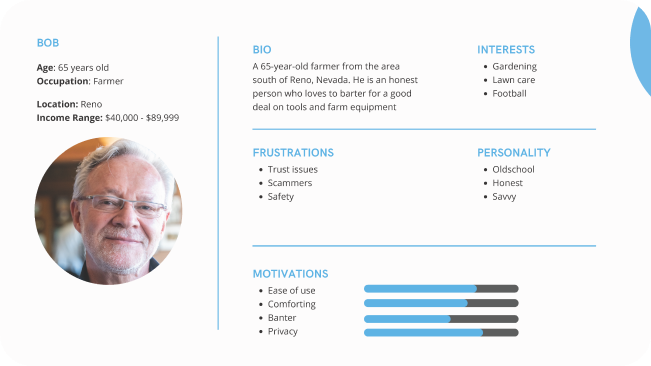 BOB
Age: 65 years old
Occupation: Farmer
Location: Reno
Income Range: $40,000 - $89,999
BIO
A 65-year-old farmer from the area
south of Reno, Nevada. He is an honest
person who loves to barter for a good
deal on tools and farm equipment
INTERESTS
• Gardening
• Lawn care
• Football
FRUSTRATIONS
• Trust issues
• Scammers
• Safety
PERSONALITY
• Oldschool
• Honest
• Savvy
MOTIVATIONS
• Ease of use
• Comforting
• Banter
• Privacy